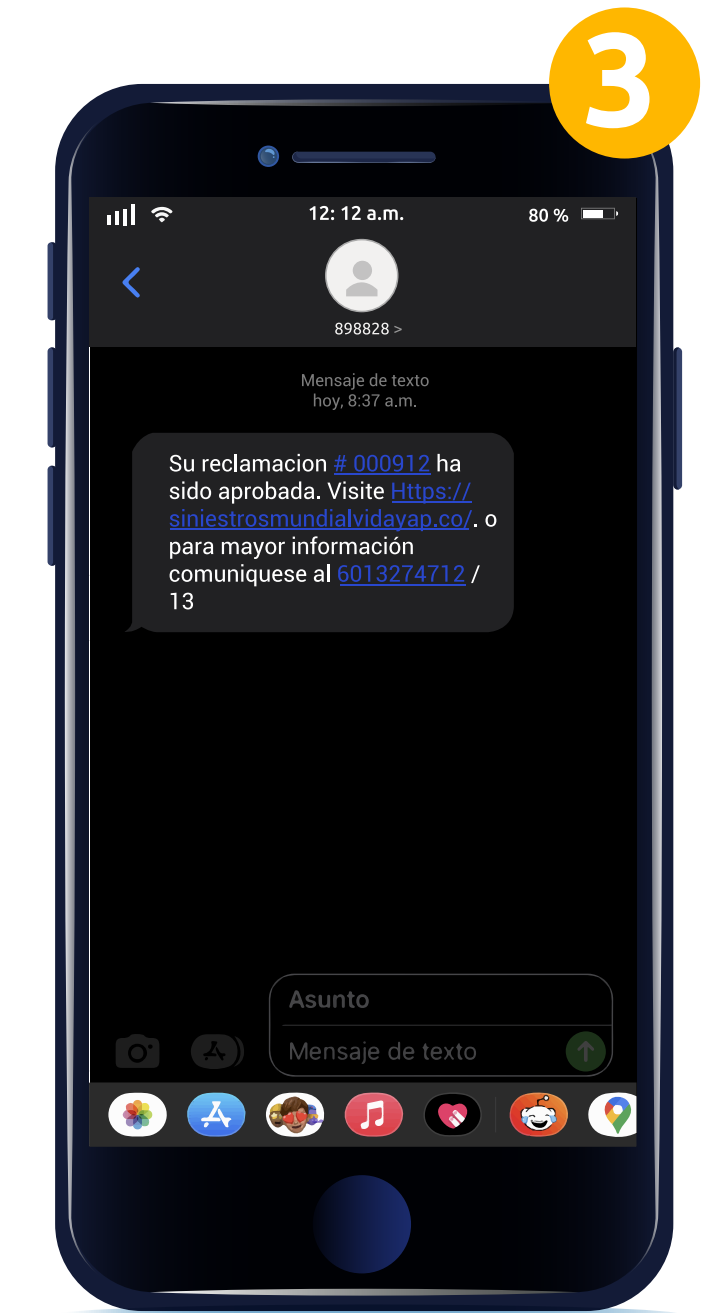 3
12: 12 a.m.
80 %
898828 >
Mensaje de texto
hoy, 8:37 a.m.
Su reclamacion # 000912 ha
sido aprobada. Visite Https://
siniestrosmundialvidayap.co/. o
para mayor información
comuniquese al 6013274712 /
13
Asunto
Mensaje de texto